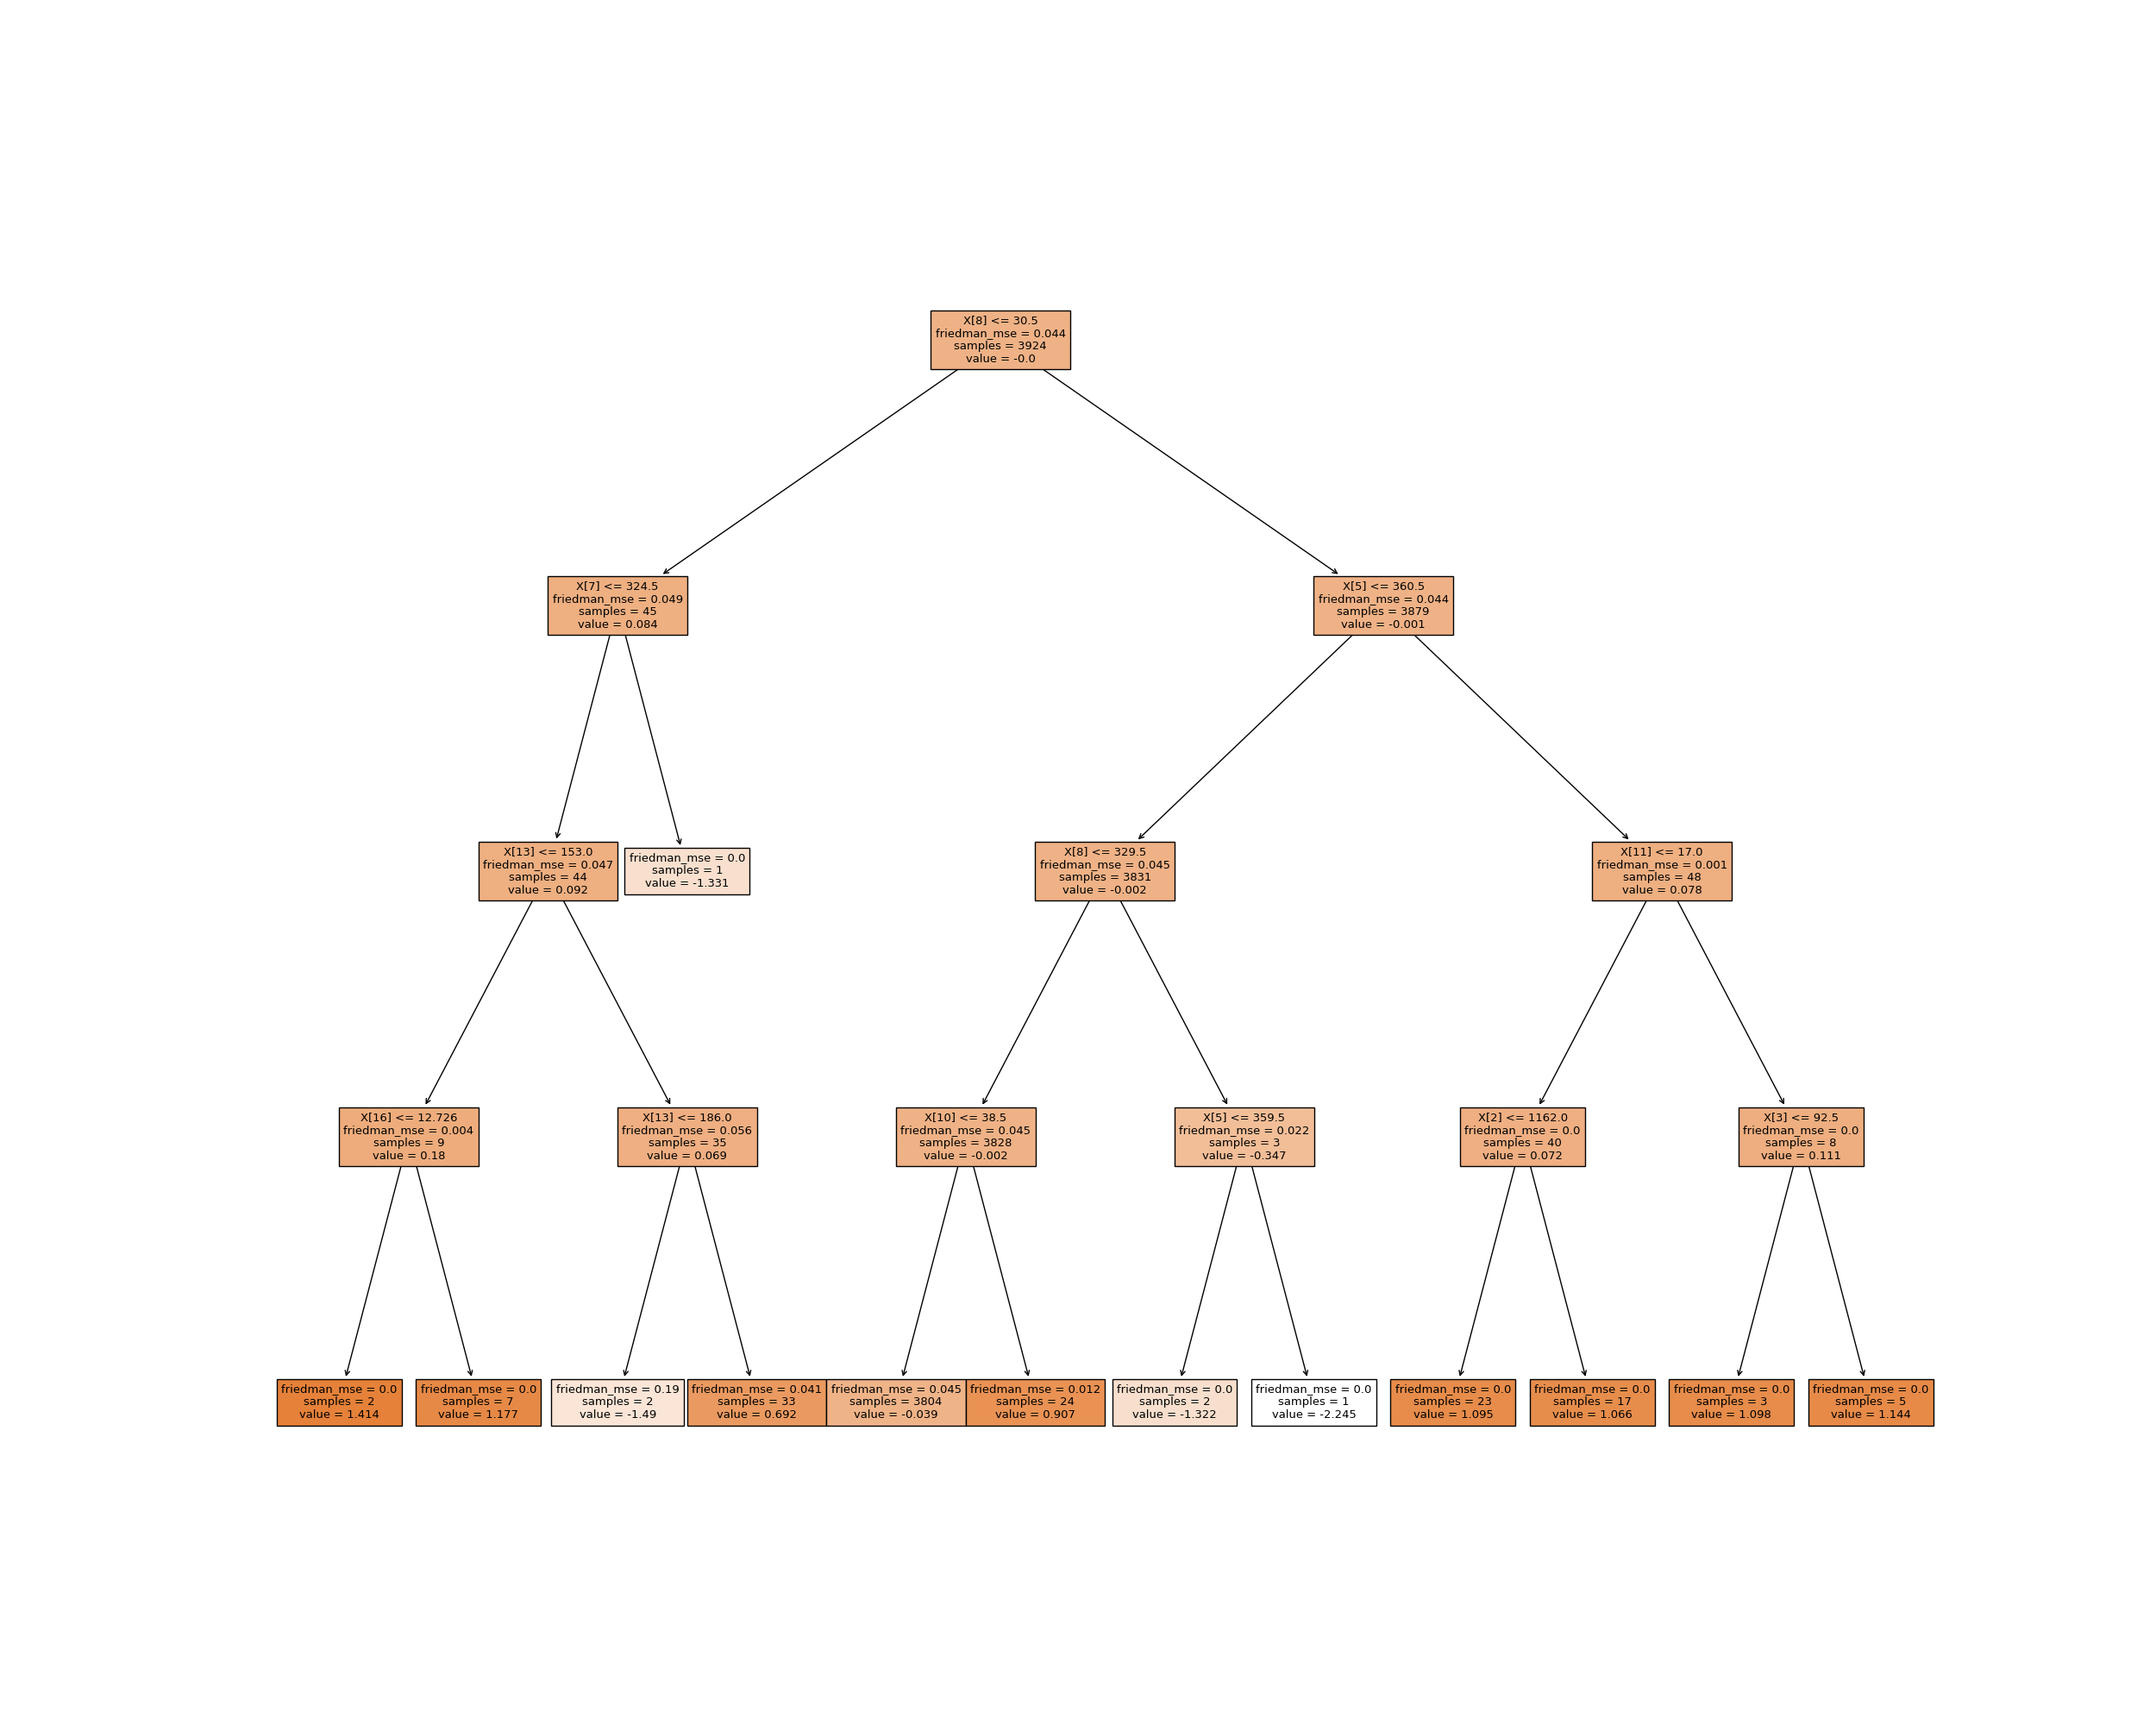 X[8] <= 30.5
friedman_mse = 0.044
samples = 3924
value = -0.0
X[7] <= 324.5
friedman_mse = 0.049
samples = 45
value = 0.084
X[5] <= 360.5
friedman_mse = 0.044
samples = 3879
value = -0.001
X[13] <= 153.0
friedman_mse = 0.047
samples = 44
value = 0.092
friedman_mse = 0.0
samples = 1
value = -1.331
X[8] <= 329.5
friedman_mse = 0.045
samples = 3831
value = -0.002
X[11] <= 17.0
friedman_mse = 0.001
samples = 48
value = 0.078
X[16] <= 12.726
friedman_mse = 0.004
samples = 9
value = 0.18
X[13] <= 186.0
friedman_mse = 0.056
samples = 35
value = 0.069
X[10] <= 38.5
friedman_mse = 0.045
samples = 3828
value = -0.002
X[5] <= 359.5
friedman_mse = 0.022
samples = 3
value = -0.347
X[2] <= 1162.0
friedman_mse = 0.0
samples = 40
value = 0.072
X[3] <= 92.5
friedman_mse = 0.0
samples = 8
value = 0.111
friedman_mse = 0.0
samples = 2
value = 1.414
friedman_mse = 0.0
samples = 7
value = 1.177
friedman_mse = 0.19
samples = 2
value = -1.49
friedman_mse = 0.041
samples = 33
value = 0.692
friedman_mse = 0.045
samples = 3804
value = -0.039
friedman_mse = 0.012
samples = 24
value = 0.907
friedman_mse = 0.0
samples = 2
value = -1.322
friedman_mse = 0.0
samples = 1
value = -2.245
friedman_mse = 0.0
samples = 23
value = 1.095
friedman_mse = 0.0
samples = 17
value = 1.066
friedman_mse = 0.0
samples = 3
value = 1.098
friedman_mse = 0.0
samples = 5
value = 1.144